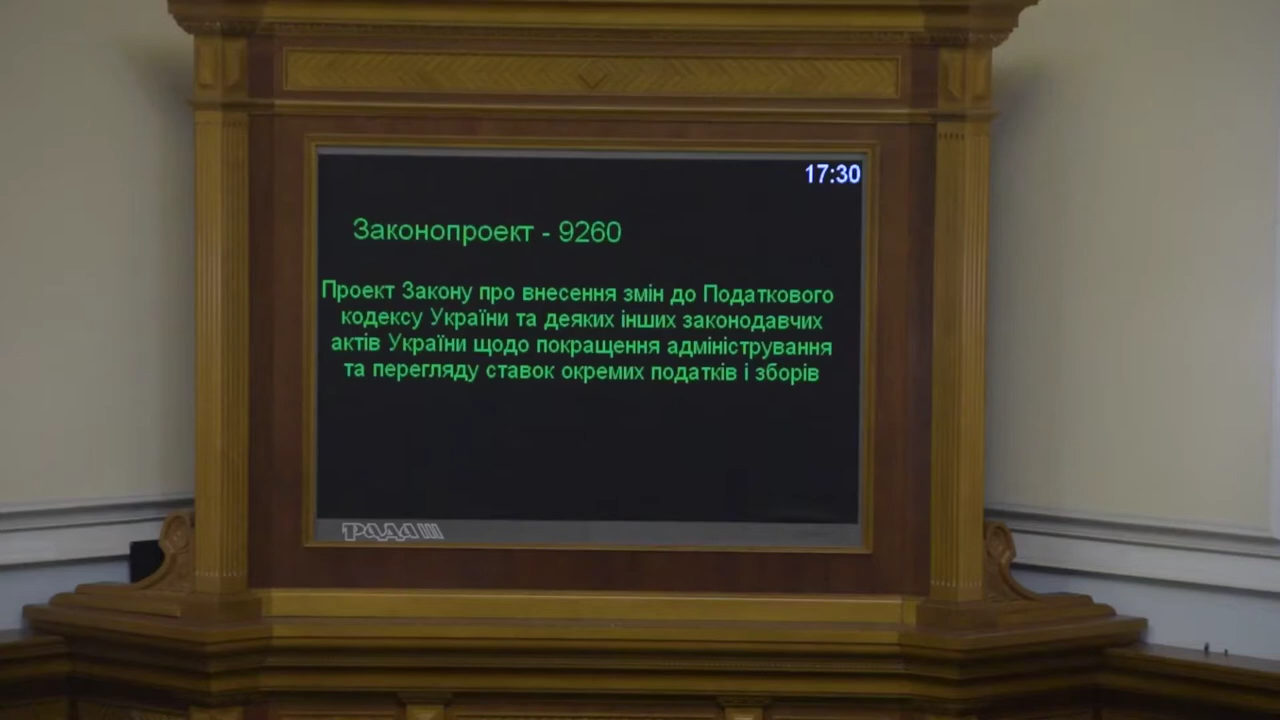 17:30
Законопроект - 9260
Проект Закону про внесення змін до Податкового
кодексу України та деяких інших законодавчих
актів України щодо покращення адміністрування
та перегляду ставок окремих податків і зборів
РАДА III